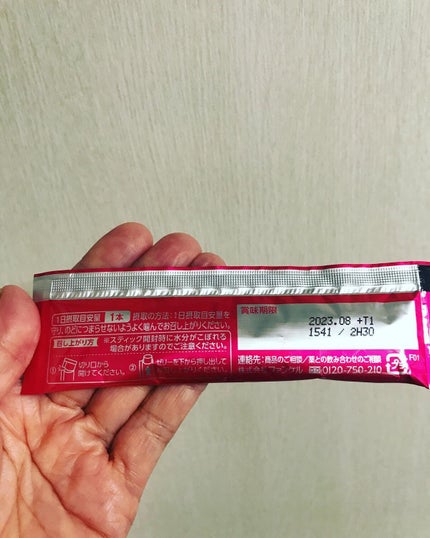 1日摂取目安量 1本 摂取の方法:1日摂取目安量を
守り、のどにつまらせないようよく噛んでお召し上がりください。
召し上がり方 ※スティック開封時に水分がこぼれる
場合がありますのでご注意ください。
① 切り口から
開けてください。
② ゼリーを下から押し出して
賞味期限
2023.08 +T1
1541 / 2H30
連絡先:商品のご相談/薬との飲み合わせのご相談
株式会社ファンケル 0120-750-210
F01